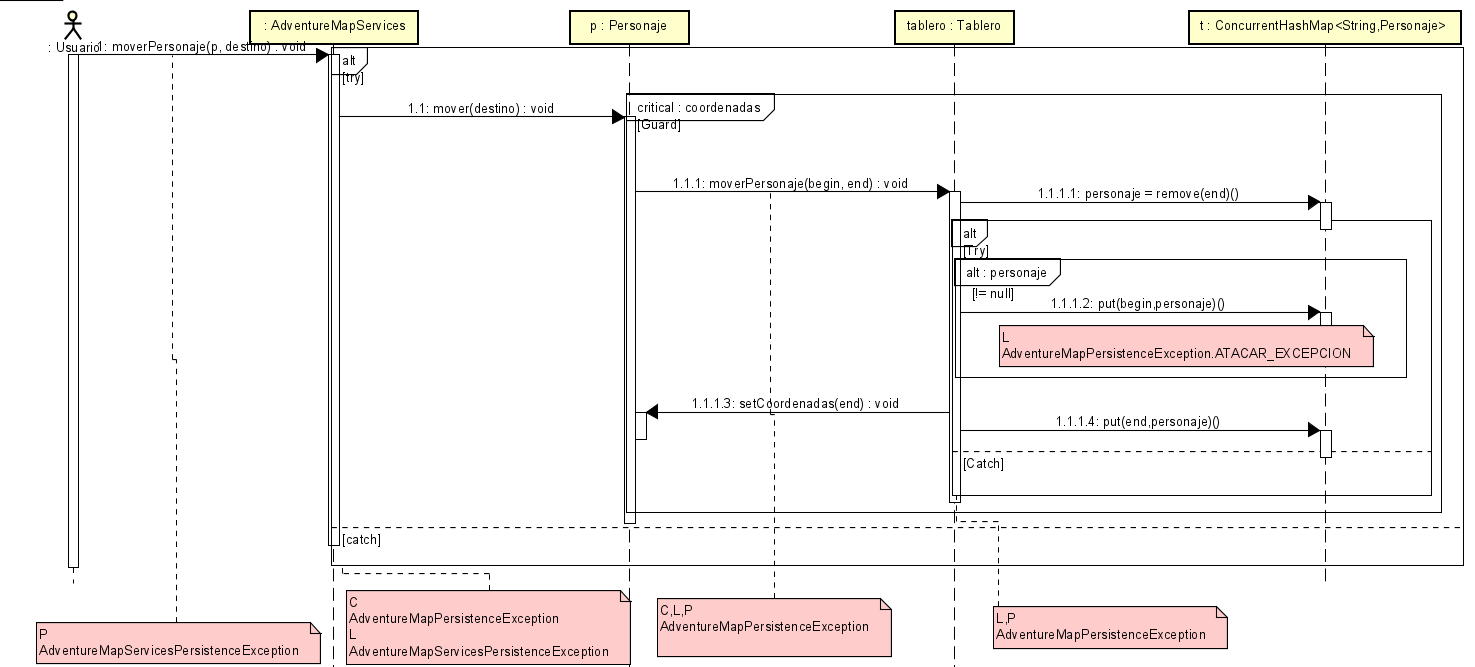 : AdventureMapServices
p : Personaje
tablero : Tablero
t : ConcurrentHashMap<String,Personaje>
: Usuario
1: moverPersonaje(p, destino) : void
alt
[try]
1.1: mover(destino) : void
critical : coordenadas
[Guard]
1.1.1: moverPersonaje(begin, end) : void
1.1.1.1: personaje = remove(end)()
alt
[Try]
alt : personaje
[!= null]
1.1.1.2: put(begin,personaje)()
L
AdventureMapPersistenceException.ATACAR_EXCEPCION
1.1.1.3: setCoordenadas(end) : void
1.1.1.4: put(end,personaje)()
[Catch]
[catch]
P
AdventureMapServicesPersistenceException
C
AdventureMapPersistenceException
L
AdventureMapServicesPersistenceException
C,L,P
AdventureMapPersistenceException
L,P
AdventureMapPersistenceException